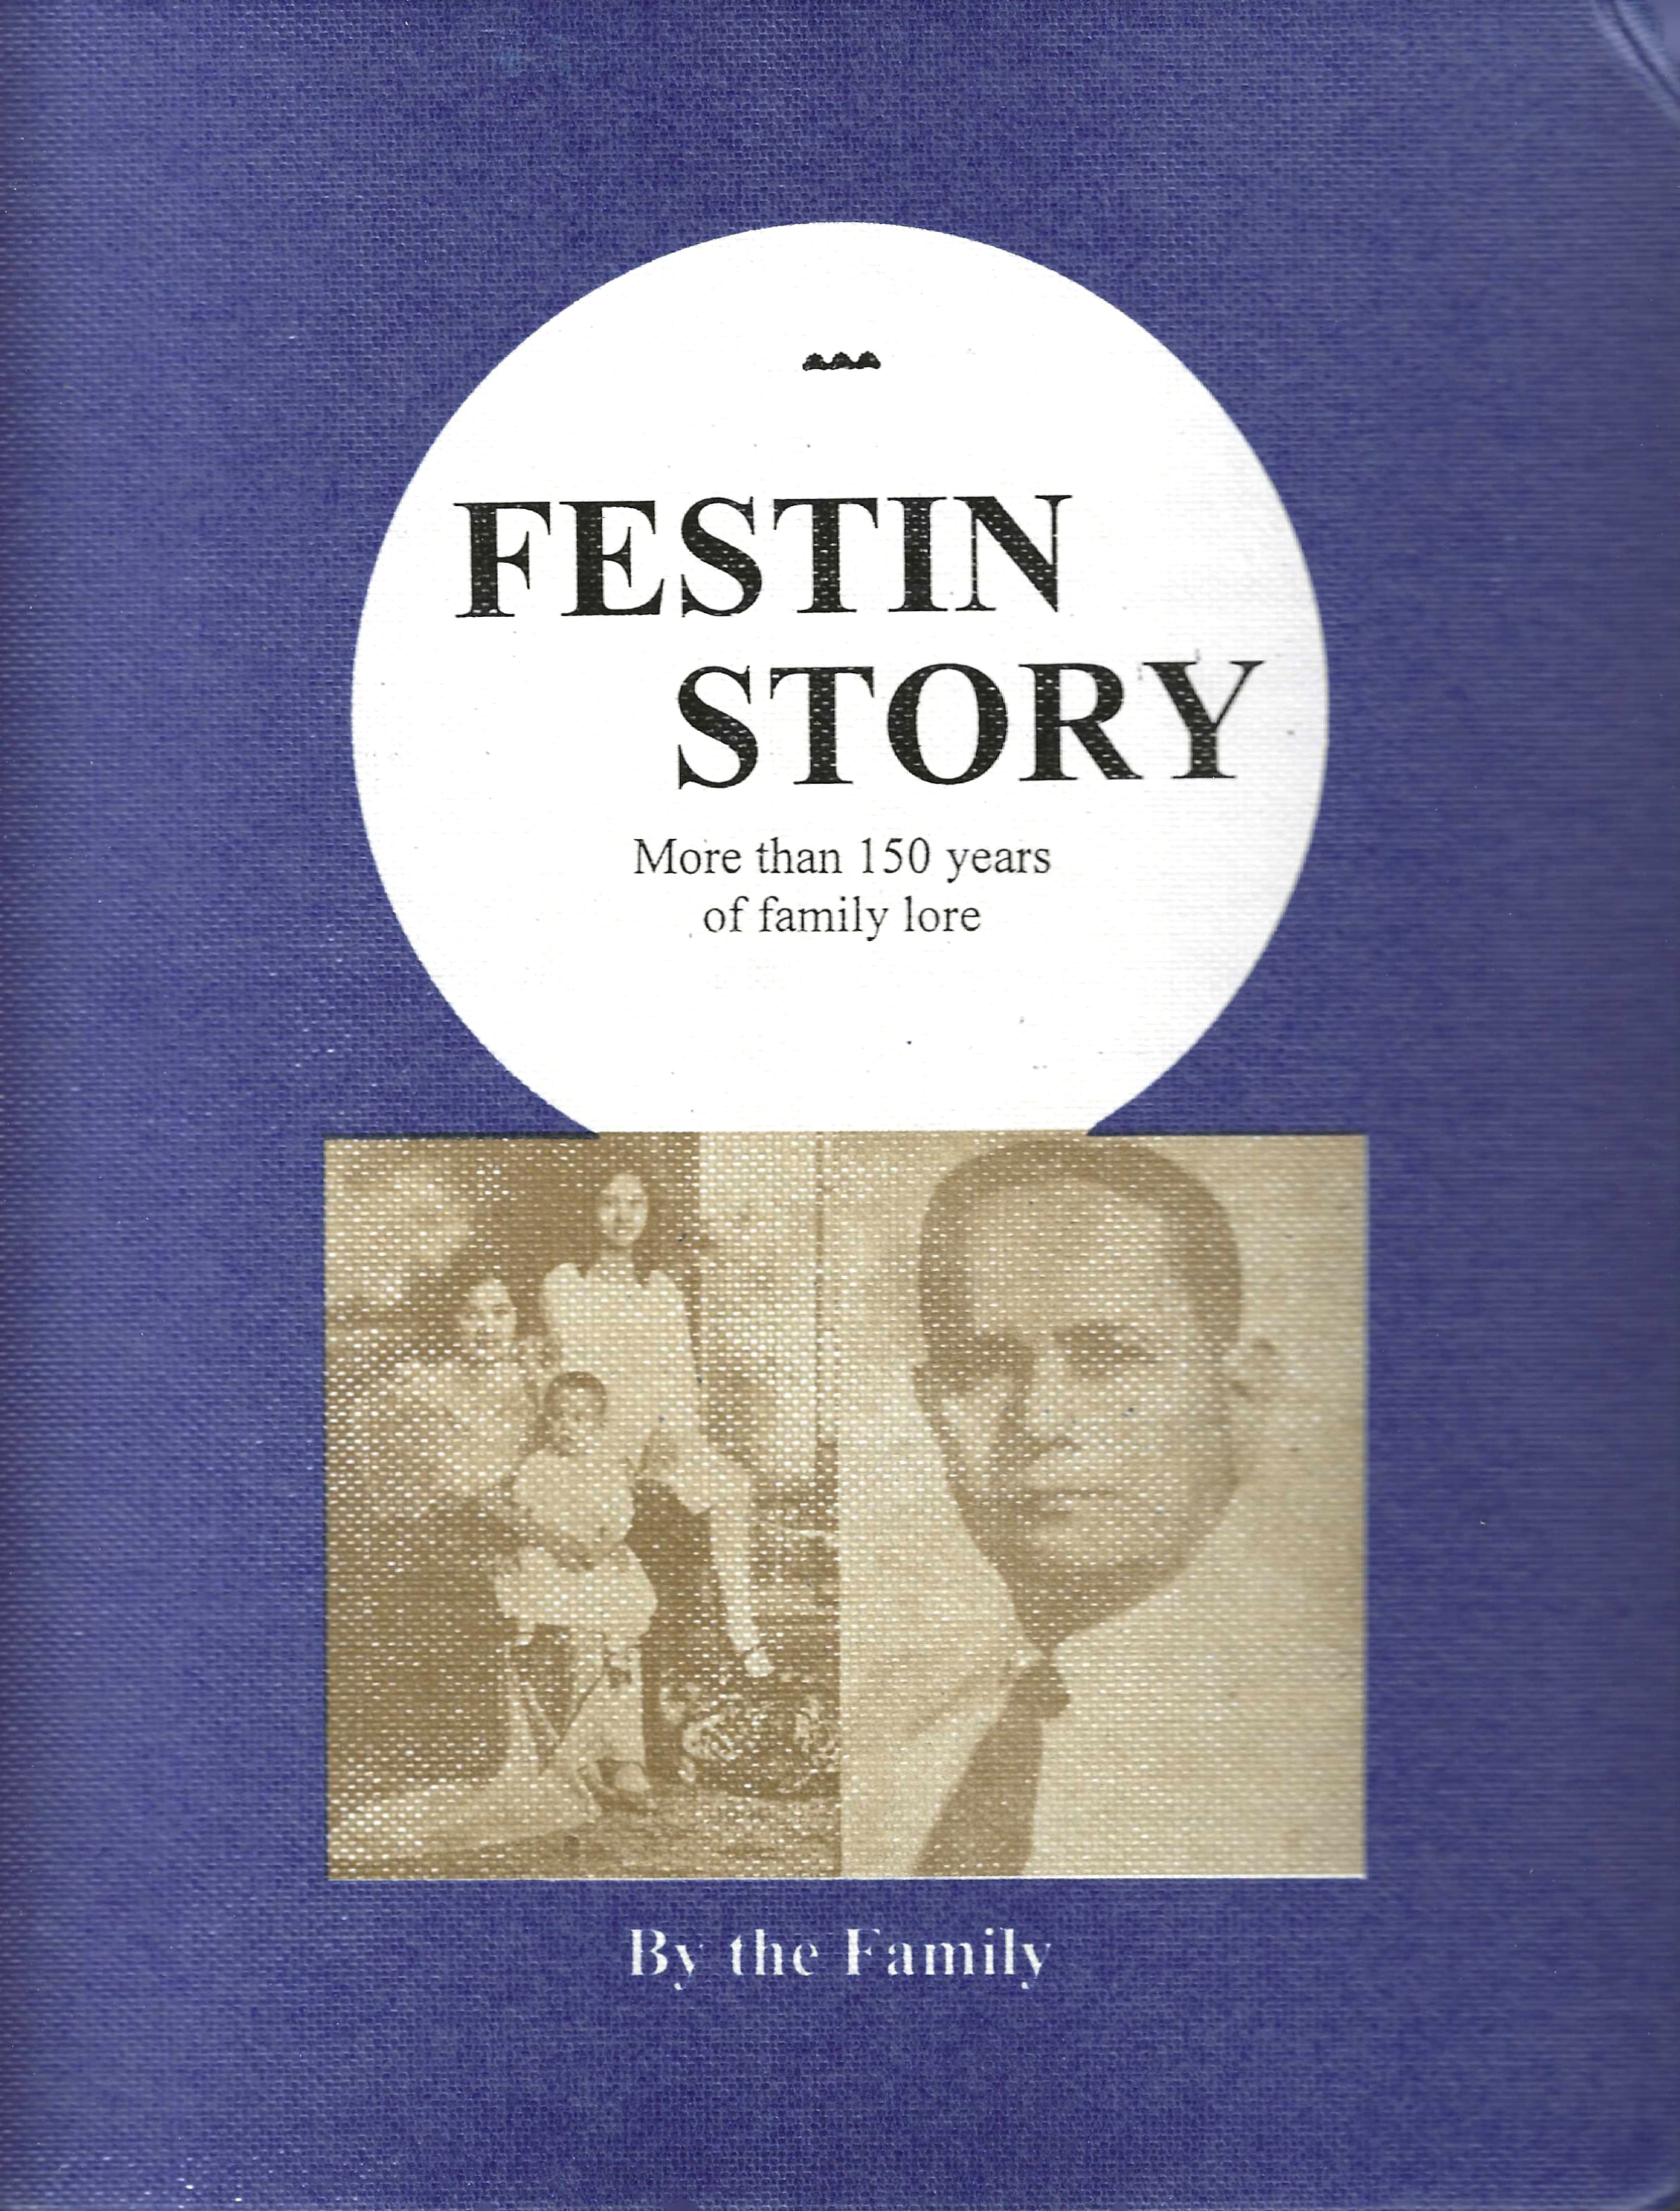 FESTIN
STORY
More than 150 years
of family lore
By the Family